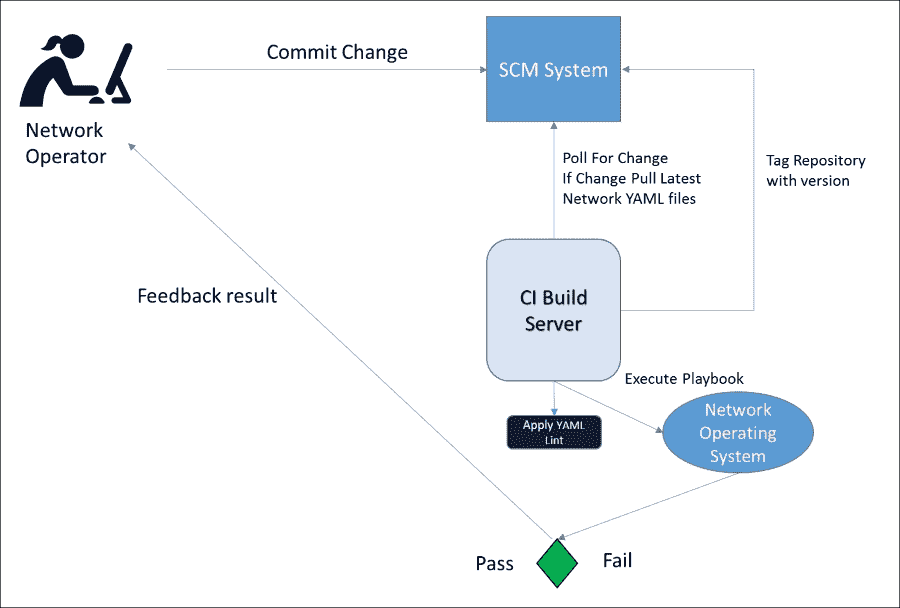 Commit Change
SCM System
Network
Operator
Poll For Change
If Change Pull Latest
Network YAML files
Tag Repository
with version
Feedback result
CI Build
Server
Execute Playbook
Apply YAML
Lint
Network
Operating
System
Pass
Fail